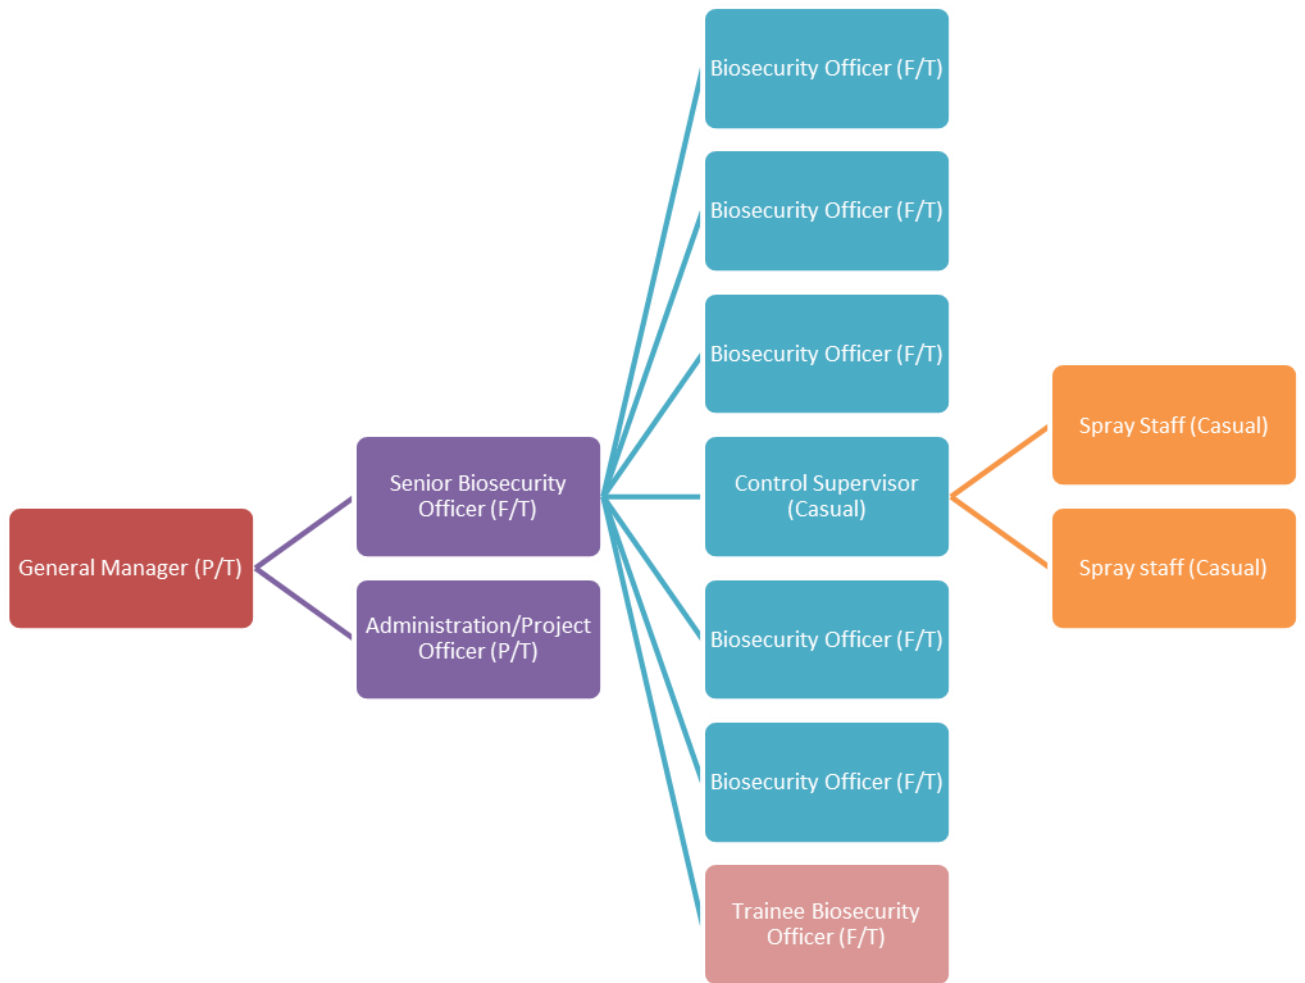 General Manager (P/T)
Senior Biosecurity
Officer (F/T)
Administration/Project
Officer (P/T)
Biosecurity Officer (F/T)
Biosecurity Officer (F/T)
Biosecurity Officer (F/T)
Control Supervisor
(Casual)
Biosecurity Officer (F/T)
Biosecurity Officer (F/T)
Trainee Biosecurity
Officer (F/T)
Spray Staff (Casual)
Spray staff (Casual)